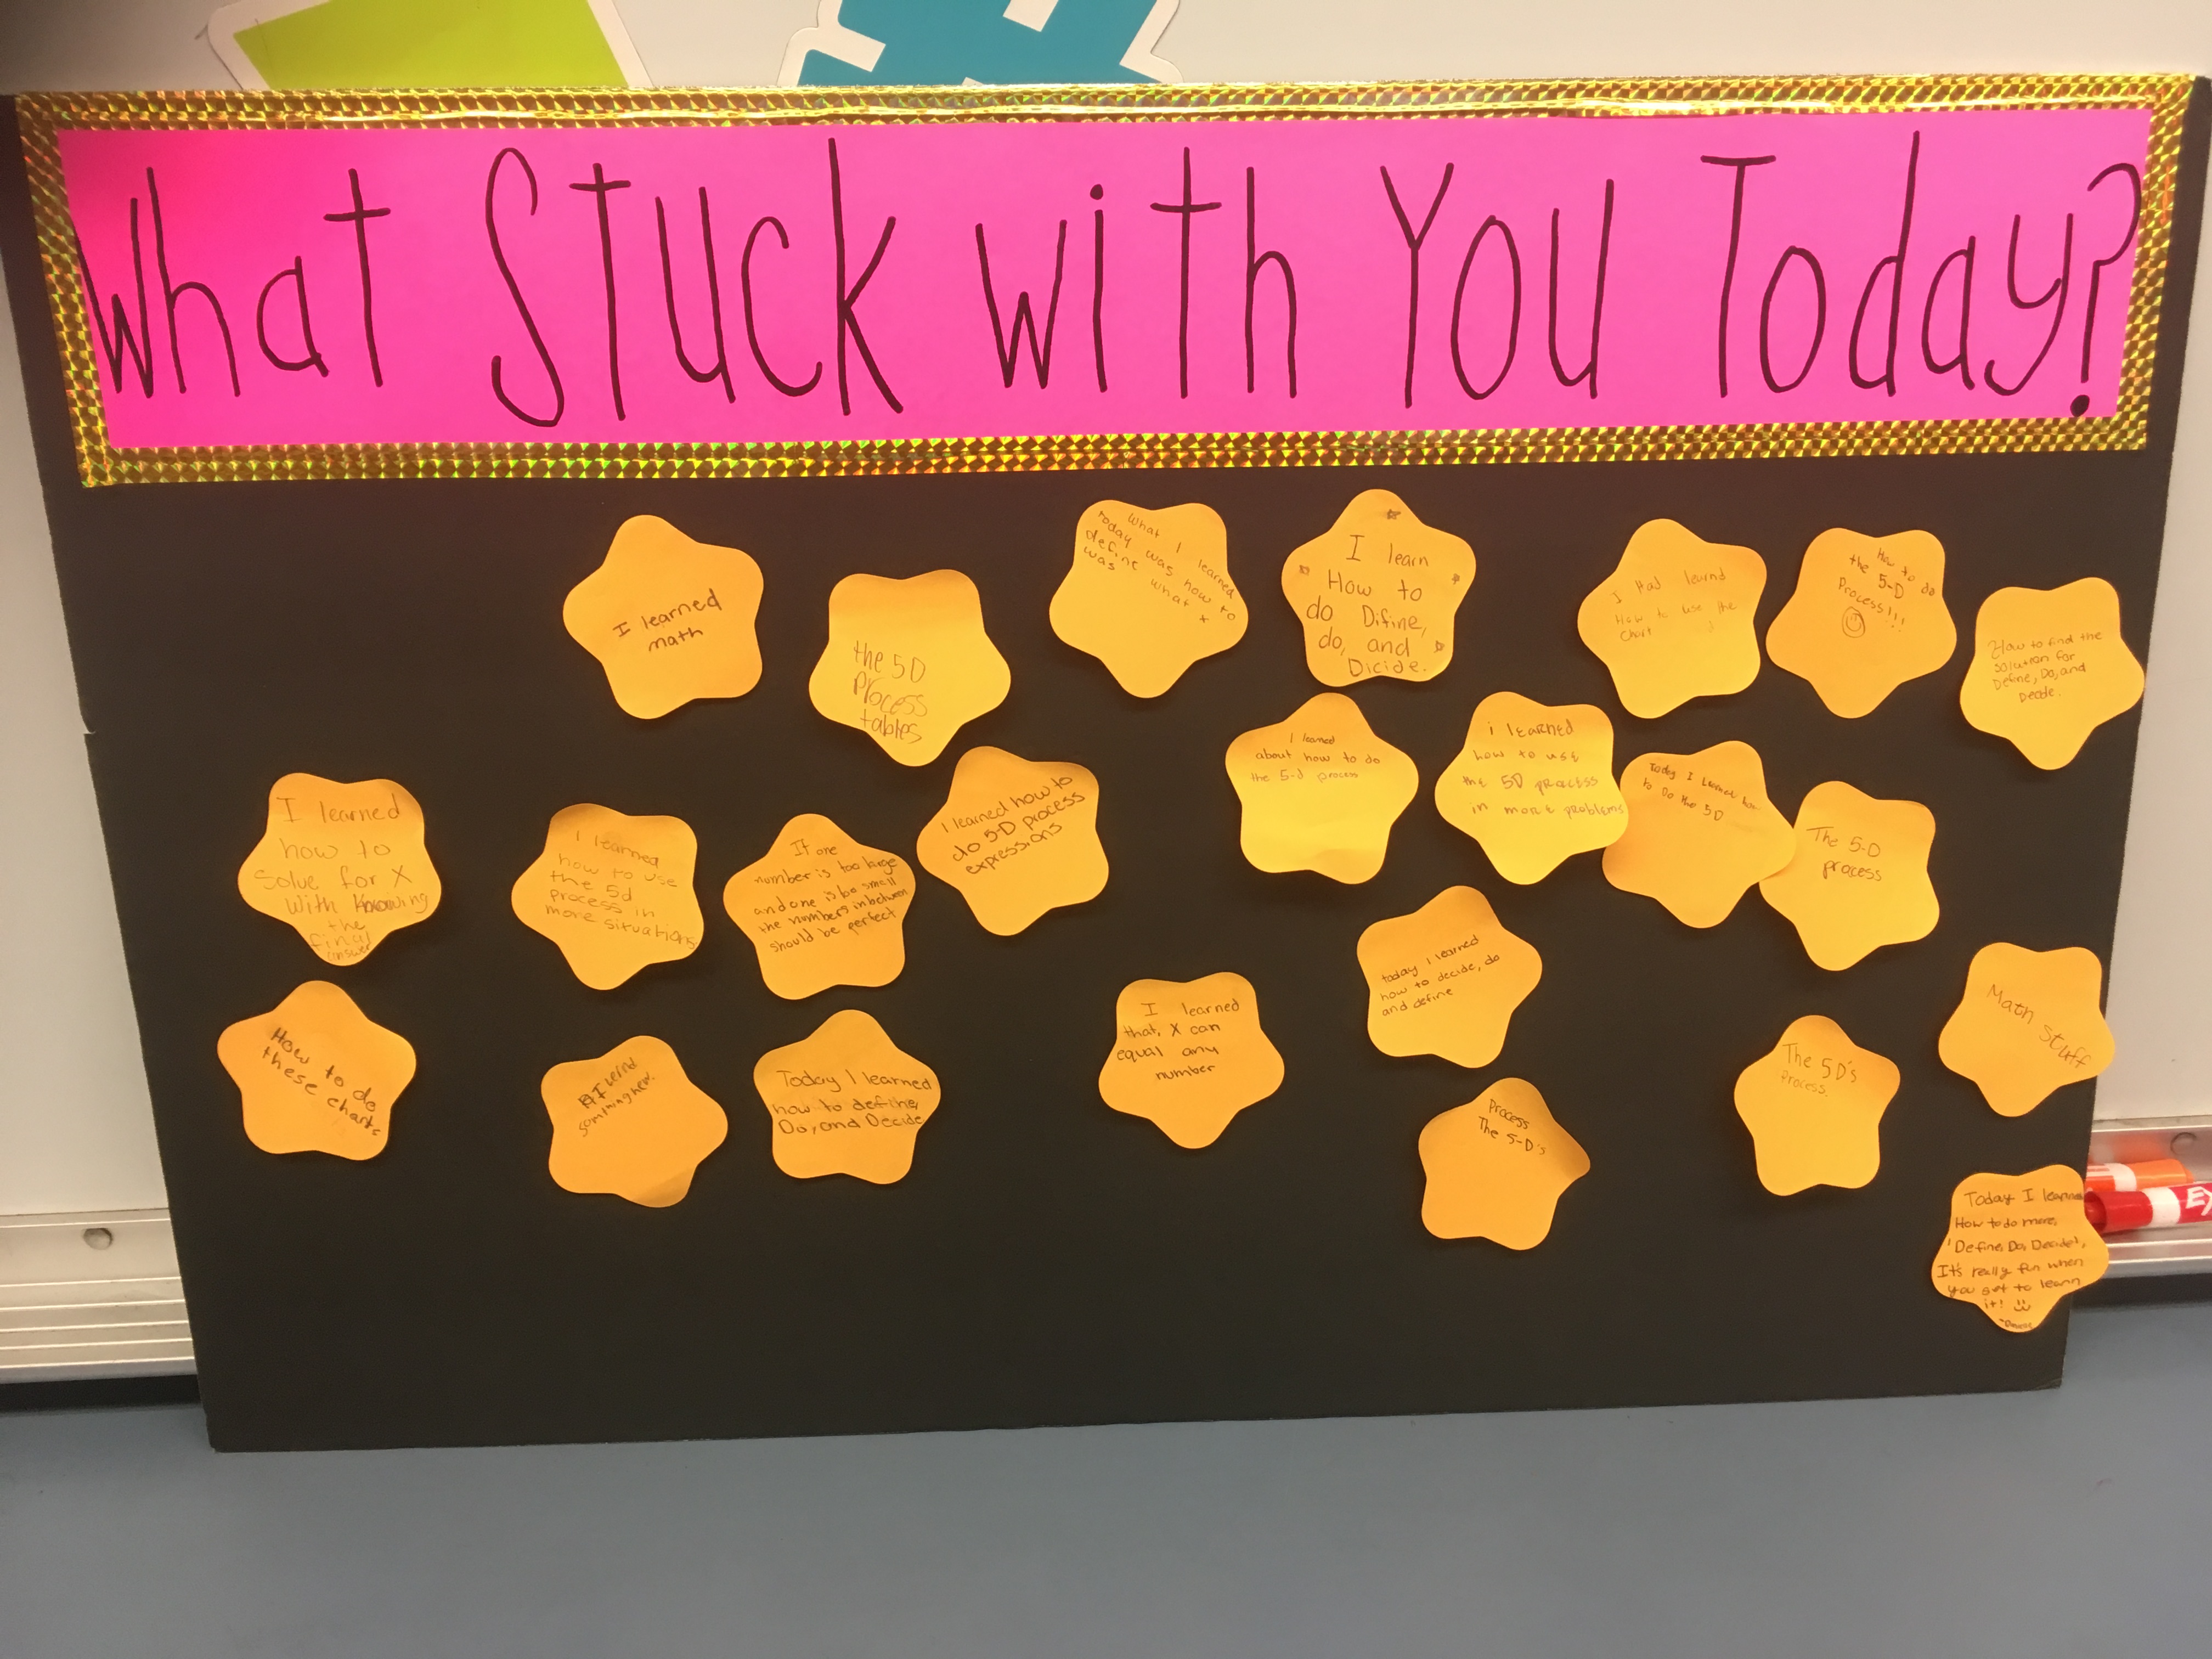 What Stuck with You Today?
I learned
math
the 5D
Process
tables
What I learned
today was how to
define what +
was
I learn
How to
do Difine,
do, and
Dicide.
I Had learnd
How to use the
Chart
How to do
the 5-D
Process!!!
How to find the
solution for
Define, Do, and
Decide.
I learned
how to
Solve for X
With knowing
the
final
answer
I learned
how to use
the 5d
process in
more situations.
If one
number is too large
and one is be small
the numbers inbetween
should be perfect
I learned how to
do 5-D process
expressions
I learned
about how to do
the 5-d process
i learned
how to use
the 5D process
in more problems
Today I learned how
to Do the 5D
The 5-D
process
How to do
these charts
I lernd
somthing new.
Today I learned
how to define,
Do, and Decide
I learned
that, X can
equal any
number
today I learned
how to decide, do
and define
Process
The 5-D's
The 5D's
Process.
Math stuff
Today I learned
How to do more,
'Define, Do, Decide',
It's really fun when
you get to learn
it!
EX